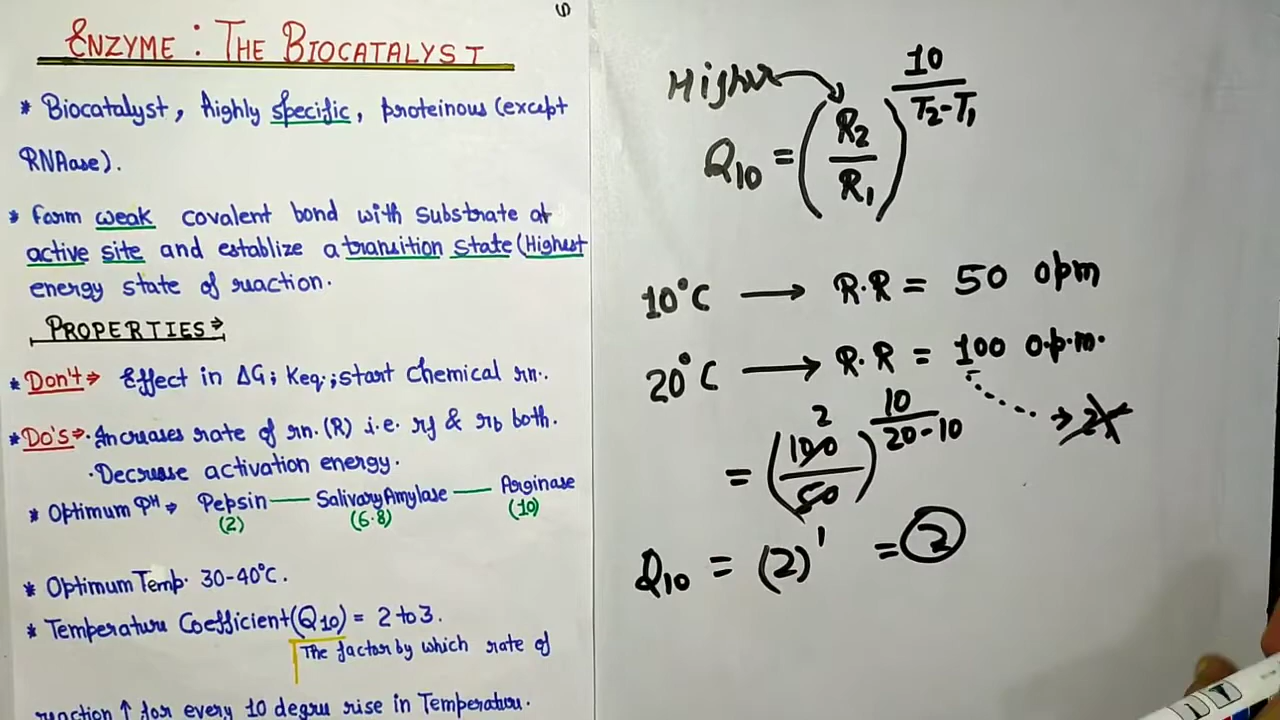 ENZYME : THE BIOCATALYST
* Biocatalyst, highly specific, proteinous (except
RNAase).
* form weak covalent bond with substrate at
active site and establize a transition state (Highest
energy state of reaction.
PROPERTIES⇒
* Don't⇒ Effect in ΔG; Keq.; start chemical rn..
* Do's⇒ · Increases rate of rn. (R) i.e. rf & rb both.
· Decrease activation energy.
* Optimum PH⇒ Pepsin — Salivary Amylase — Arginase
(2) (6.8) (10)
* Optimum Temp. 30-40°C.
* Temperature Coefficient (Q10) = 2 to 3.
The factor by which rate of
reaction ↑ for every 10 degree rise in Temperature.
Higher
Q10 = (R2/R1)^10/(T2-T1)
10°C → R.R = 50 opm
20°C → R.R = 100 o.p.m.
2x
= (100/50)^10/(20-10)
2
Q10 = (2)^1 = 2